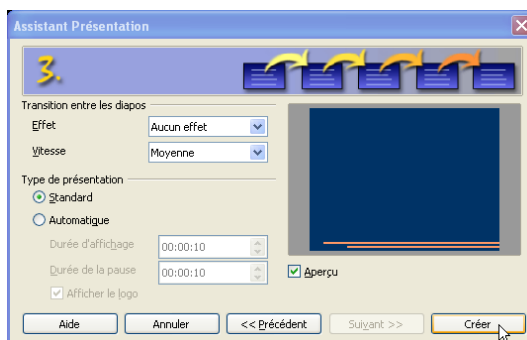 Assistant Présentation
3.
Transition entre les diapos
Effet
Aucun effet
Vitesse
Moyenne
Type de présentation
Standard
Automatique
Durée d'affichage
00:00:10
Durée de la pause
00:00:10
Afficher le logo
Aperçu
Aide
Annuler
<< Précédent
Suivant >>
Créer